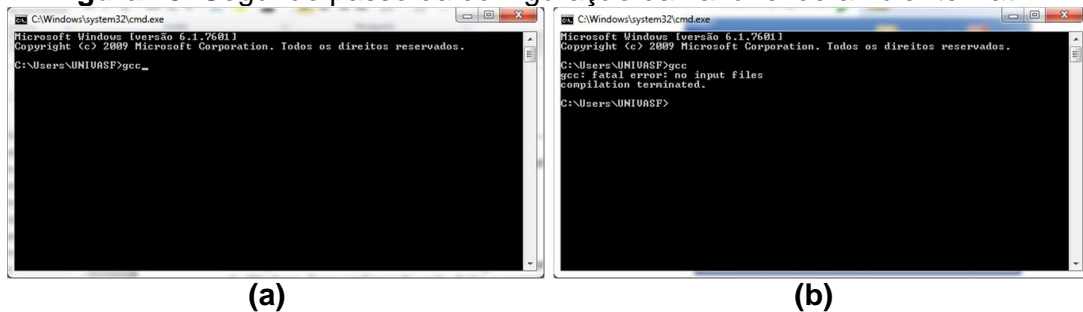 C:\Windows\system32\cmd.exe
Microsoft Windows [versão 6.1.7601]
Copyright (c) 2009 Microsoft Corporation. Todos os direitos reservados.
C:\Users\UNIVASF>gcc_
(a)
C:\Windows\system32\cmd.exe
Microsoft Windows [versão 6.1.7601]
Copyright (c) 2009 Microsoft Corporation. Todos os direitos reservados.
C:\Users\UNIVASF>gcc
gcc: fatal error: no input files
compilation terminated.
C:\Users\UNIVASF>
(b)